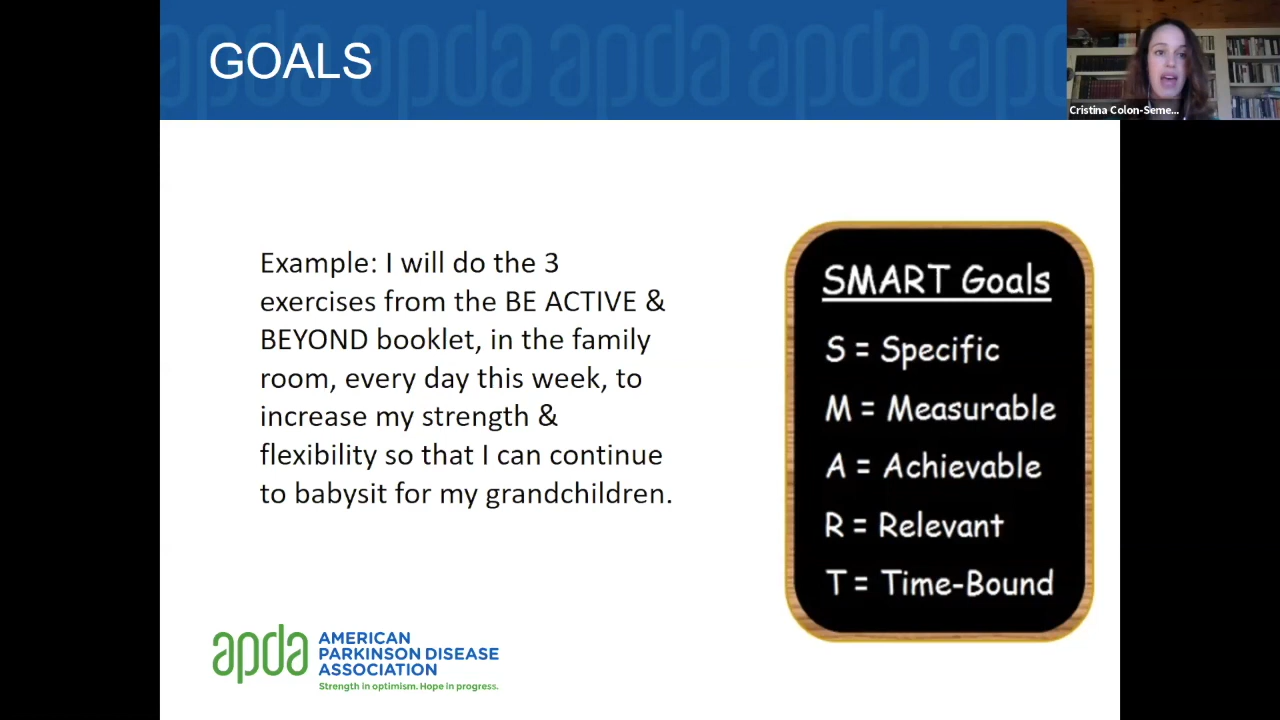 GOALS
Cristina Colon-Seme...
Example: I will do the 3
exercises from the BE ACTIVE &
BEYOND booklet, in the family
room, every day this week, to
increase my strength &
flexibility so that I can continue
to babysit for my grandchildren.
SMART Goals
S = Specific
M = Measurable
A = Achievable
R = Relevant
T = Time-Bound
apda
AMERICAN
PARKINSON DISEASE
ASSOCIATION
Strength in optimism. Hope in progress.